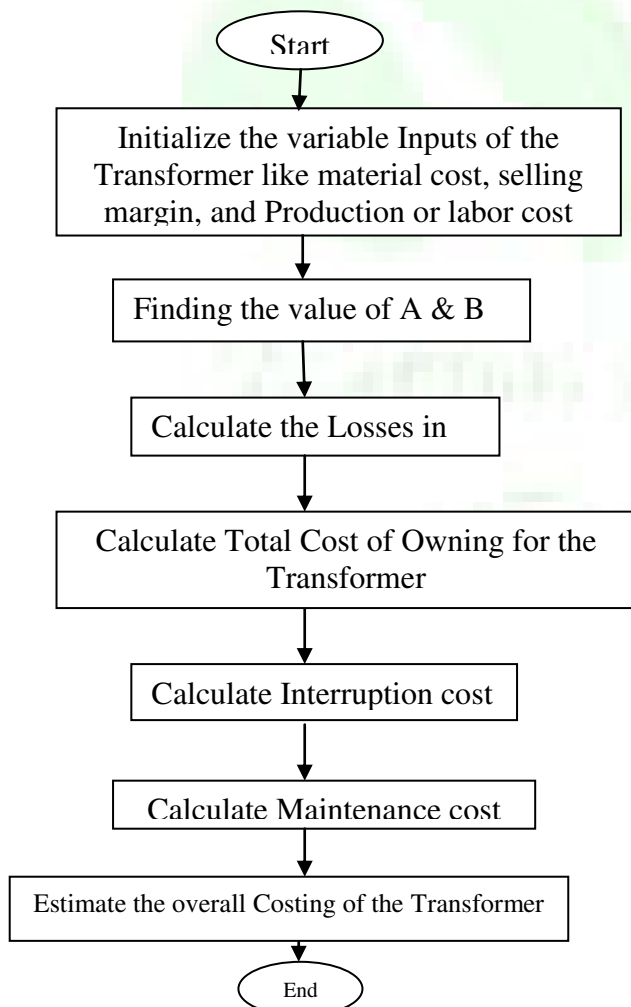 Start
Initialize the variable Inputs of the
Transformer like material cost, selling
margin, and Production or labor cost
Finding the value of A & B
Calculate the Losses in
Calculate Total Cost of Owning for the
Transformer
Calculate Interruption cost
Calculate Maintenance cost
Estimate the overall Costing of the Transformer
End